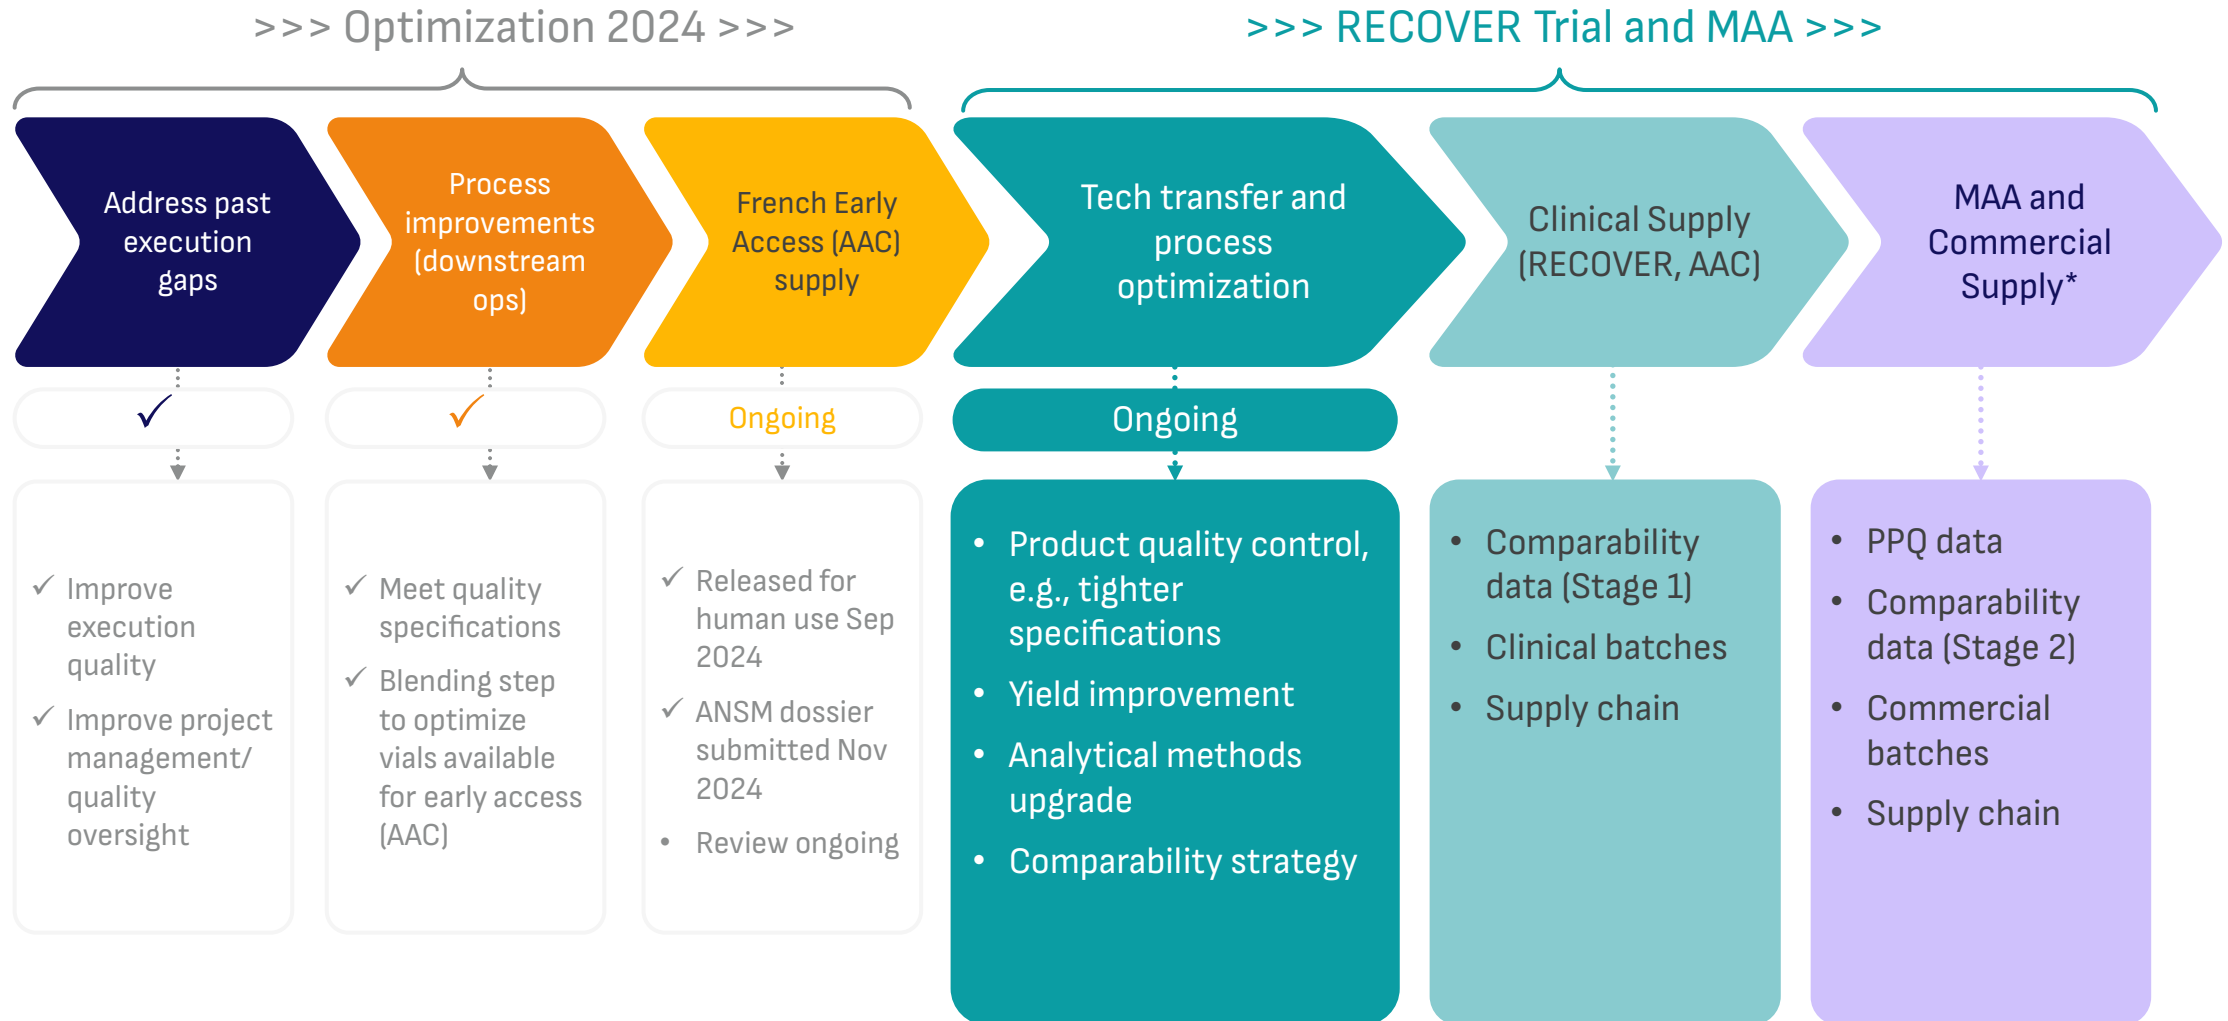 >>> Optimization 2024 >>>
>>> RECOVER Trial and MAA >>>
Address past
execution
gaps
Process
improvements
(downstream
ops)
French Early
Access (AAC)
supply
Tech transfer and
process
optimization
Clinical Supply
(RECOVER, AAC)
MAA and
Commercial
Supply*
✓
✓
Ongoing
Ongoing
✓ Improve
execution
quality
✓ Improve project
management/
quality
oversight
✓ Meet quality
specifications
✓ Blending step
to optimize
vials available
for early access
(AAC)
✓ Released for
human use Sep
2024
✓ ANSM dossier
submitted Nov
2024
• Review ongoing
• Product quality control,
e.g., tighter
specifications
• Yield improvement
• Analytical methods
upgrade
• Comparability strategy
• Comparability
data (Stage 1)
• Clinical batches
• Supply chain
• PPQ data
• Comparability
data (Stage 2)
• Commercial
batches
• Supply chain